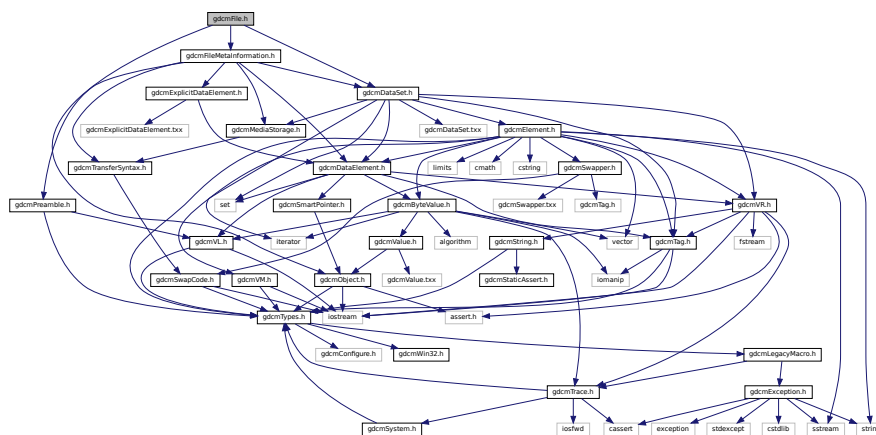 gdcmFile.h
gdcmFileMetaInformation.h
gdcmExplicitDataElement.h
gdcmDataSet.h
gdcmExplicitDataElement.txx
gdcmMediaStorage.h
gdcmDataSet.txx
gdcmElement.h
gdcmTransferSyntax.h
gdcmDataElement.h
limits
cmath
cstring
gdcmSwapper.h
gdcmPreamble.h
set
gdcmSmartPointer.h
gdcmByteValue.h
gdcmSwapper.txx
gdcmTag.h
gdcmVR.h
gdcmVL.h
iterator
gdcmValue.h
algorithm
gdcmString.h
vector
gdcmTag.h
fstream
gdcmSwapCode.h
gdcmVM.h
gdcmObject.h
gdcmValue.txx
gdcmStaticAssert.h
iomanip
gdcmTypes.h
iostream
assert.h
gdcmConfigure.h
gdcmWin32.h
gdcmLegacyMacro.h
gdcmTrace.h
gdcmException.h
gdcmSystem.h
iosfwd
cassert
exception
stdexcept
cstdlib
sstream